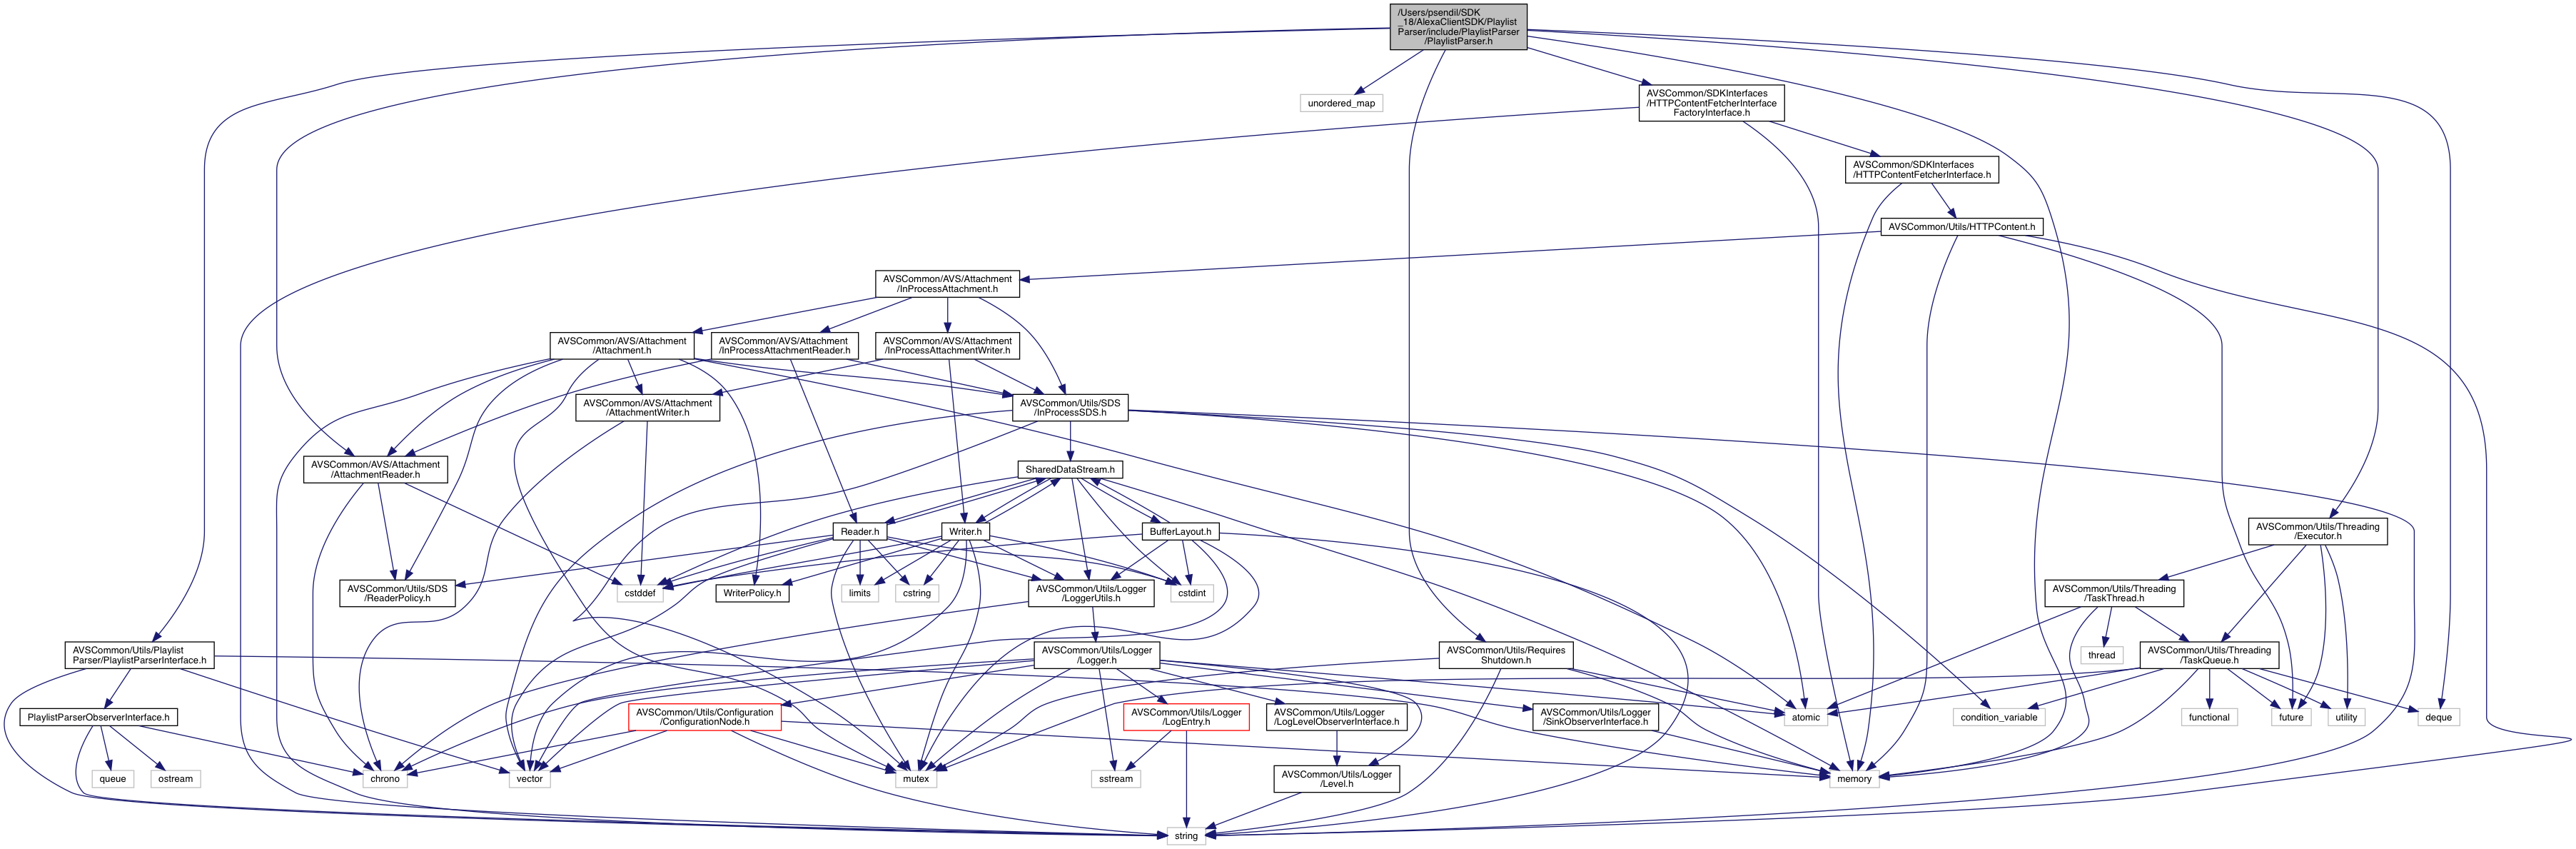 /Users/psendil/SDK
_18/AlexaClientSDK/Playlist
Parser/include/PlaylistParser
/PlaylistParser.h
unordered_map
AVSCommon/SDKInterfaces
/HTTPContentFetcherInterface
FactoryInterface.h
AVSCommon/SDKInterfaces
/HTTPContentFetcherInterface.h
AVSCommon/Utils/HTTPContent.h
AVSCommon/AVS/Attachment
/InProcessAttachment.h
AVSCommon/AVS/Attachment
/Attachment.h
AVSCommon/AVS/Attachment
/InProcessAttachmentReader.h
AVSCommon/AVS/Attachment
/InProcessAttachmentWriter.h
AVSCommon/AVS/Attachment
/AttachmentWriter.h
AVSCommon/Utils/SDS
/InProcessSDS.h
AVSCommon/AVS/Attachment
/AttachmentReader.h
SharedDataStream.h
Reader.h
Writer.h
BufferLayout.h
AVSCommon/Utils/Threading
/Executor.h
AVSCommon/Utils/SDS
/ReaderPolicy.h
cstddef
WriterPolicy.h
limits
cstring
AVSCommon/Utils/Logger
/LoggerUtils.h
cstdint
AVSCommon/Utils/Threading
/TaskThread.h
AVSCommon/Utils/Playlist
Parser/PlaylistParserInterface.h
AVSCommon/Utils/Logger
/Logger.h
AVSCommon/Utils/Requires
Shutdown.h
thread
AVSCommon/Utils/Threading
/TaskQueue.h
PlaylistParserObserverInterface.h
AVSCommon/Utils/Configuration
/ConfigurationNode.h
AVSCommon/Utils/Logger
/LogEntry.h
AVSCommon/Utils/Logger
/LogLevelObserverInterface.h
AVSCommon/Utils/Logger
/SinkObserverInterface.h
atomic
condition_variable
functional
future
utility
deque
queue
ostream
chrono
vector
mutex
sstream
AVSCommon/Utils/Logger
/Level.h
memory
string